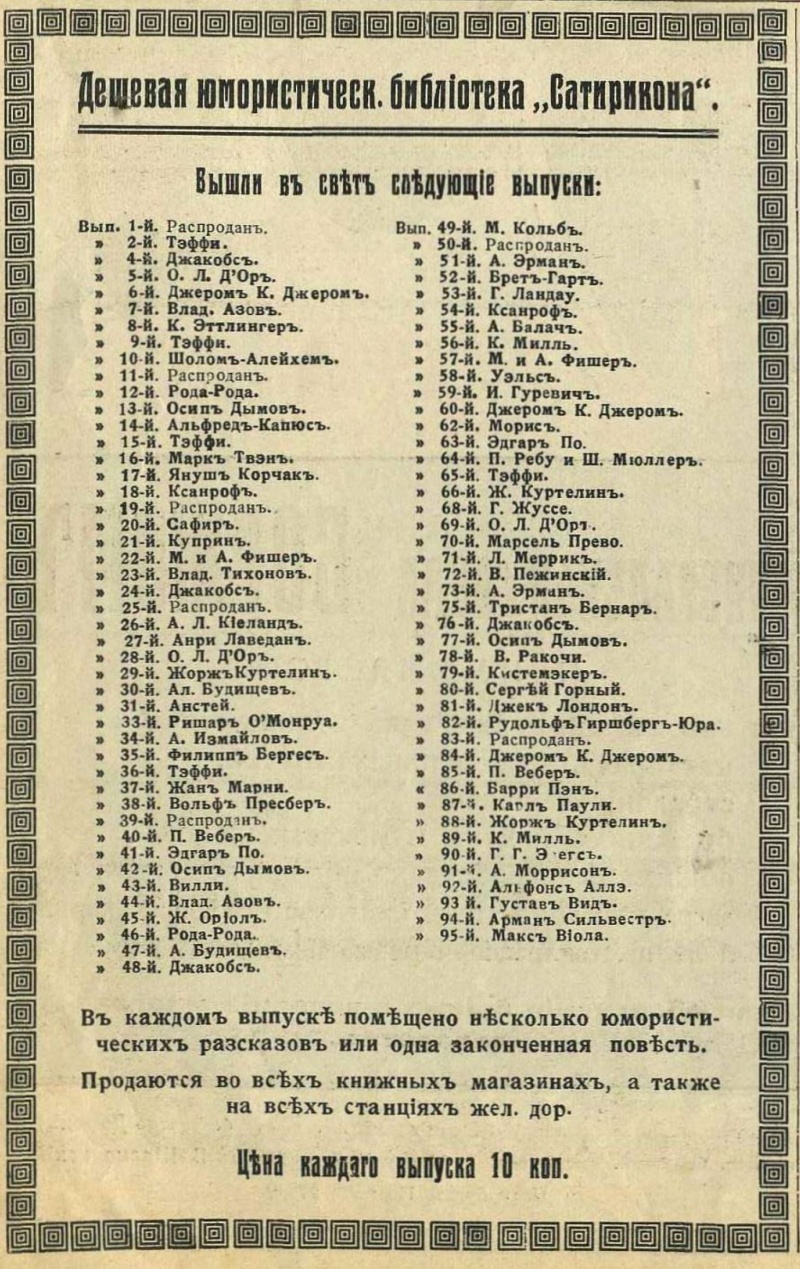 Дешевая юмористическ. библіотека „Сатирикона“.
Вышли въ свѣтъ слѣдующіе выпуски:
Вып. 1-й. Распроданъ.
» 2-й. Тэффи.
» 4-й. Джакобсъ.
» 5-й. О. Л. Д’Оръ.
» 6-й. Джеромъ К. Джеромъ.
» 7-й. Влад. Азовъ.
» 8-й. К. Эттлингеръ.
» 9-й. Тэффи.
» 10-й. Шоломъ-Алейхемъ.
» 11-й. Распроданъ.
» 12-й. Рода-Рода.
» 13-й. Осипъ Дымовъ.
» 14-й. Альфредъ-Капюсъ.
» 15-й. Тэффи.
» 16-й. Маркъ Твэнъ.
» 17-й. Янушъ Корчакъ.
» 18-й. Ксанрофъ.
» 19-й. Распроданъ.
» 20-й. Сафиръ.
» 21-й. Купринъ.
» 22-й. М. и А. Фишеръ.
» 23-й. Влад. Тихоновъ.
» 24-й. Джакобсъ.
» 25-й. Распроданъ.
» 26-й. А. Л. Кіеландъ.
» 27-й. Анри Лаведанъ.
» 28-й. О. Л. Д’Оръ.
» 29-й. ЖоржъКуртелинъ.
» 30-й. Ал. Будищевъ.
» 31-й. Анстей.
» 33-й. Ришаръ О’Монруа.
» 34-й. А. Измайловъ.
» 35-й. Филиппъ Бергесъ.
» 36-й. Тэффи.
» 37-й. Жанъ Марни.
» 38-й. Вольфъ Пресберъ.
» 39-й. Распроданъ.
» 40-й. П. Веберъ.
» 41-й. Эдгаръ По.
» 42-й. Осипъ Дымовъ.
» 43-й. Вилли.
» 44-й. Влад. Азовъ.
» 45-й. Ж. Оріолъ.
» 46-й. Рода-Рода.
» 47-й. А. Будищевъ.
» 48-й. Джакобсъ.
Вып. 49-й. М. Кольбъ.
» 50-й. Распроданъ.
» 51-й. А. Эрманъ.
» 52-й. Бретъ-Гартъ.
» 53-й. Г. Ландау.
» 54-й. Ксанрофъ.
» 55-й. А. Балачъ.
» 56-й. К. Милль.
» 57-й. М. и А. Фишеръ.
» 58-й. Уэльсъ.
» 59-й. И. Гуревичъ.
» 60-й. Джеромъ К. Джеромъ.
» 62-й. Морисъ.
» 63-й. Эдгаръ По.
» 64-й. П. Ребу и Ш. Мюллеръ.
» 65-й. Тэффи.
» 66-й. Ж. Куртелинъ.
» 68-й. Г. Жуссе.
» 69-й. О. Л. Д’Оръ.
» 70-й. Марсель Прево.
» 71-й. Л. Меррикъ.
» 72-й. В. Пежинскій.
» 73-й. А. Эрманъ.
» 75-й. Тристанъ Бернаръ.
» 76-й. Джакобсъ.
» 77-й. Осипъ Дымовъ.
» 78-й. В. Ракочи.
» 79-й. Кистемэкеръ.
» 80-й. Сергѣй Горный.
» 81-й. Джекъ Лондонъ.
» 82-й. РудольфъГиршбергъ-Юра.
» 83-й. Распроданъ.
» 84-й. Джеромъ К. Джеромъ.
» 85-й. П. Веберъ.
« 86-й. Барри Пэнъ.
» 87-й. Карлъ Паули.
» 88-й. Жоржъ Куртелинъ.
» 89-й. К. Милль.
» 90-й. Г. Г.
» 91-й. А. Моррисонъ.
» 92-й. Альфонсъ Аллэ.
» 93 й. Густавъ Видъ.
» 94-й. Арманъ Сильвестръ.
» 95-й. Максъ Віола.
Въ каждомъ выпускѣ помѣщено нѣсколько юмористи-
ческихъ разсказовъ или одна законченная повѣсть.
Продаются во всѣхъ книжныхъ магазинахъ, а также
на всѣхъ станціяхъ жел. дор.
Цѣна каждаго выпуска 10 коп.